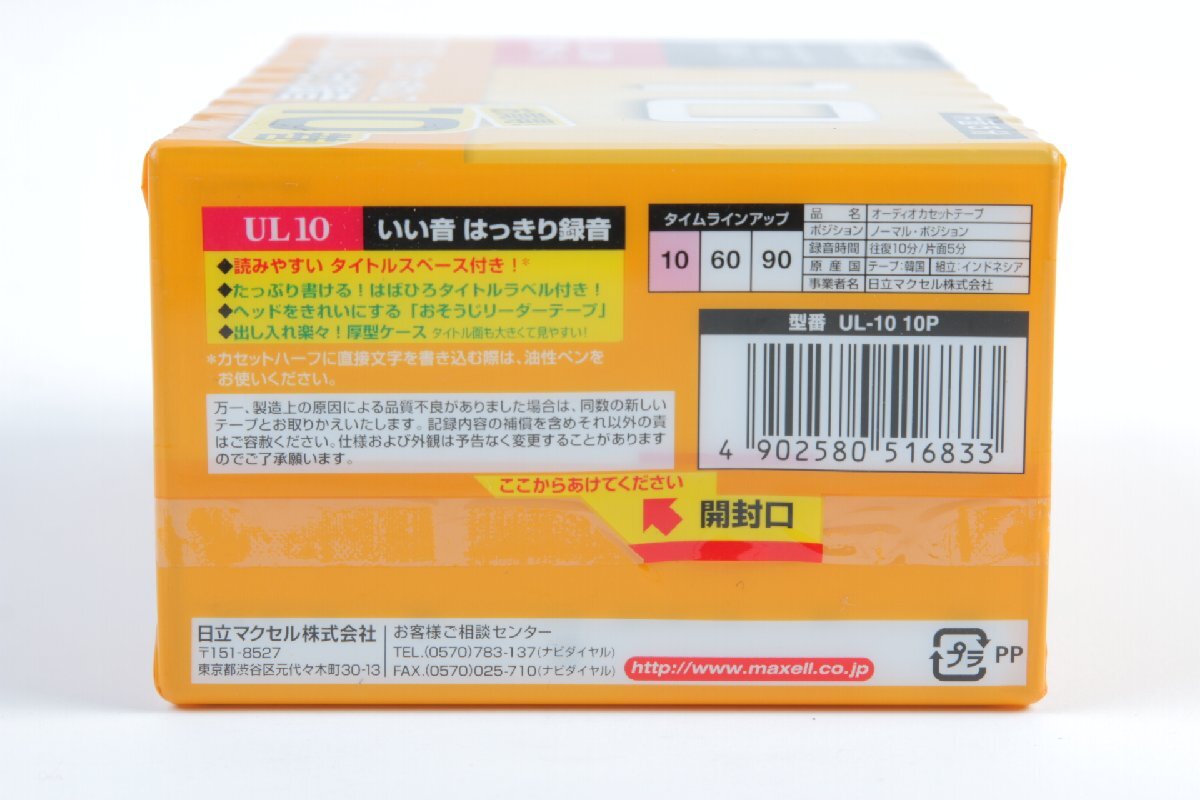 10
UL 10 いい音 はっきり録音
◆読みやすい タイトルスペース付き！*
◆たっぷり書ける！はばひろタイトルラベル付き！
◆ヘッドをきれいにする「おそうじリーダーテープ」
◆出し入れ楽々！厚型ケース タイトル面も大きくて見やすい！
*カセットハーフに直接文字を書き込む際は、油性ペンを
お使いください。
万一、製造上の原因による品質不良がありました場合は、同数の新しい
テープとお取りかえいたします。記録内容の補償を含めそれ以外の責
はご容赦ください。仕様および外観は予告なく変更することがあります
のでご了承願います。
タイムラインアップ
10 60 90
品名 オーディオカセットテープ
ポジション ノーマル・ポジション
録音時間 往復10分/片面5分
原産国 テープ：韓国 組立：インドネシア
事業者名 日立マクセル株式会社
型番 UL-10 10P
4 902580 516833
ここからあけてください
開封口
日立マクセル株式会社
〒151-8527
東京都渋谷区元代々木町30-13
お客様ご相談センター
TEL.(0570)783-137(ナビダイヤル)
FAX.(0570)025-710(ナビダイヤル)
http://www.maxell.co.jp
プラ PP